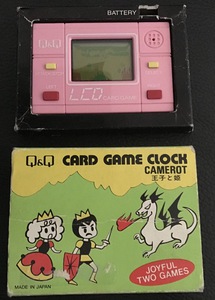 BATTERY
Q&Q
LCD
Q&Q CARD GAME CLOCK
CAMEROT
王子と姫
JOYFUL
TWO GAMES
MADE IN JAPAN